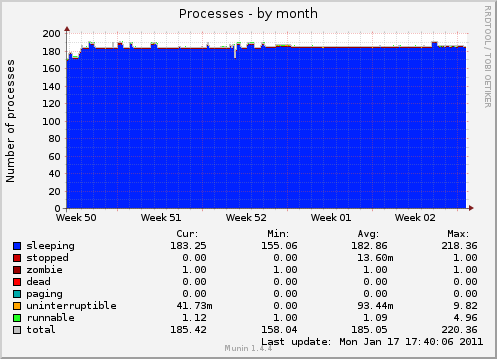 Processes - by month
RRDTOOL / TOBI OETIKER
Number of processes
200
180
160
140
120
100
80
60
40
20
0
Week 50 Week 51 Week 52 Week 01 Week 02
Cur: Min: Avg: Max:
sleeping 183.25 155.06 182.86 218.36
stopped 0.00 0.00 13.60m 1.00
zombie 1.00 0.00 1.00 1.00
dead 0.00 0.00 0.00 0.00
paging 0.00 0.00 0.00 0.00
uninterruptible 41.73m 0.00 93.44m 9.82
runnable 1.12 1.00 1.09 4.96
total 185.42 158.04 185.05 220.36
Last update: Mon Jan 17 17:40:06 2011
Munin 1.4.4